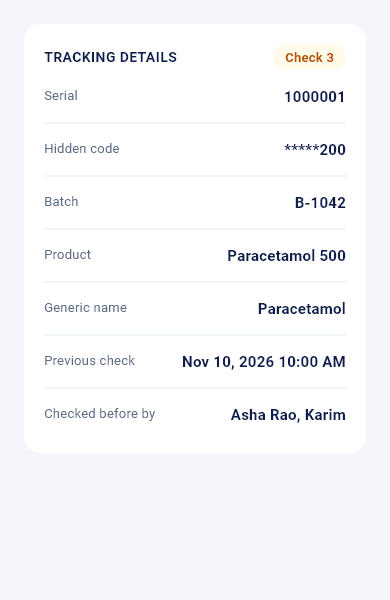 TRACKING DETAILS
Check 3
Serial
1000001
Hidden code
*****200
Batch
B-1042
Product
Paracetamol 500
Generic name
Paracetamol
Previous check
Nov 10, 2026 10:00 AM
Checked before by
Asha Rao, Karim